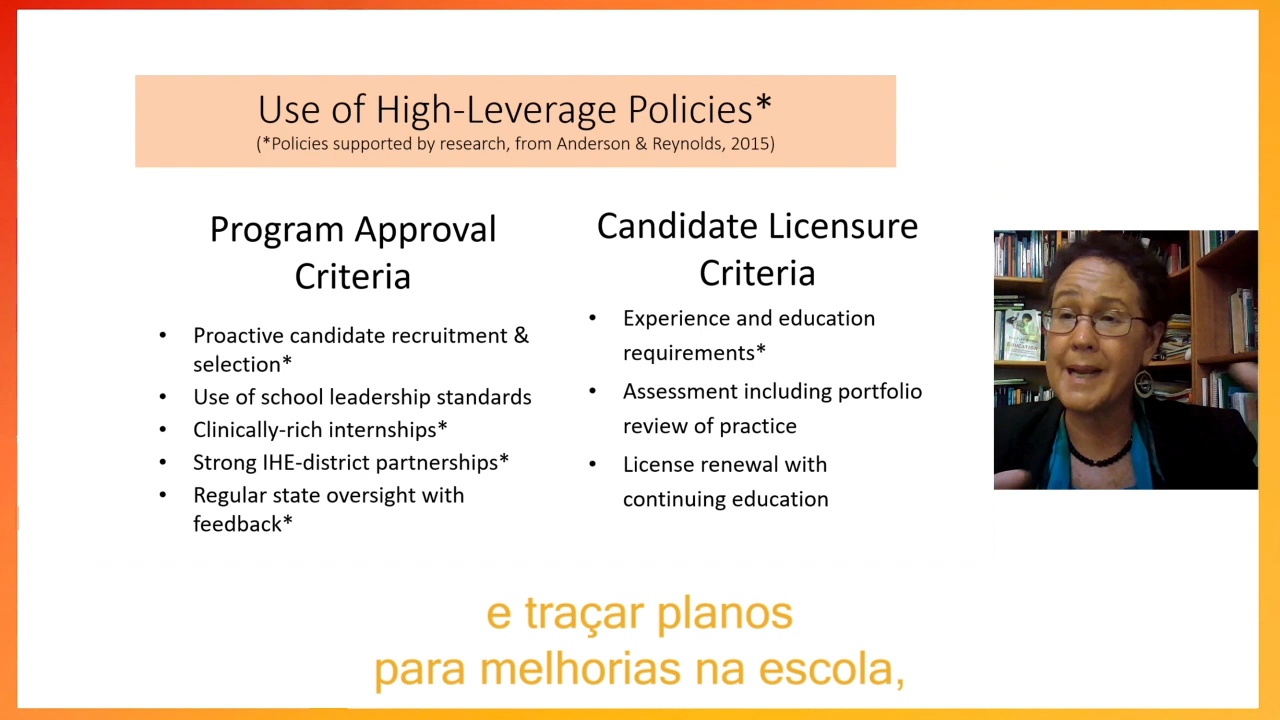 Use of High-Leverage Policies*
(*Policies supported by research, from Anderson & Reynolds, 2015)
Program Approval
Criteria
• Proactive candidate recruitment &
selection*
• Use of school leadership standards
• Clinically-rich internships*
• Strong IHE-district partnerships*
• Regular state oversight with
feedback*
Candidate Licensure
Criteria
• Experience and education
requirements*
• Assessment including portfolio
review of practice
• License renewal with
continuing education
e traçar planos
para melhorias na escola,